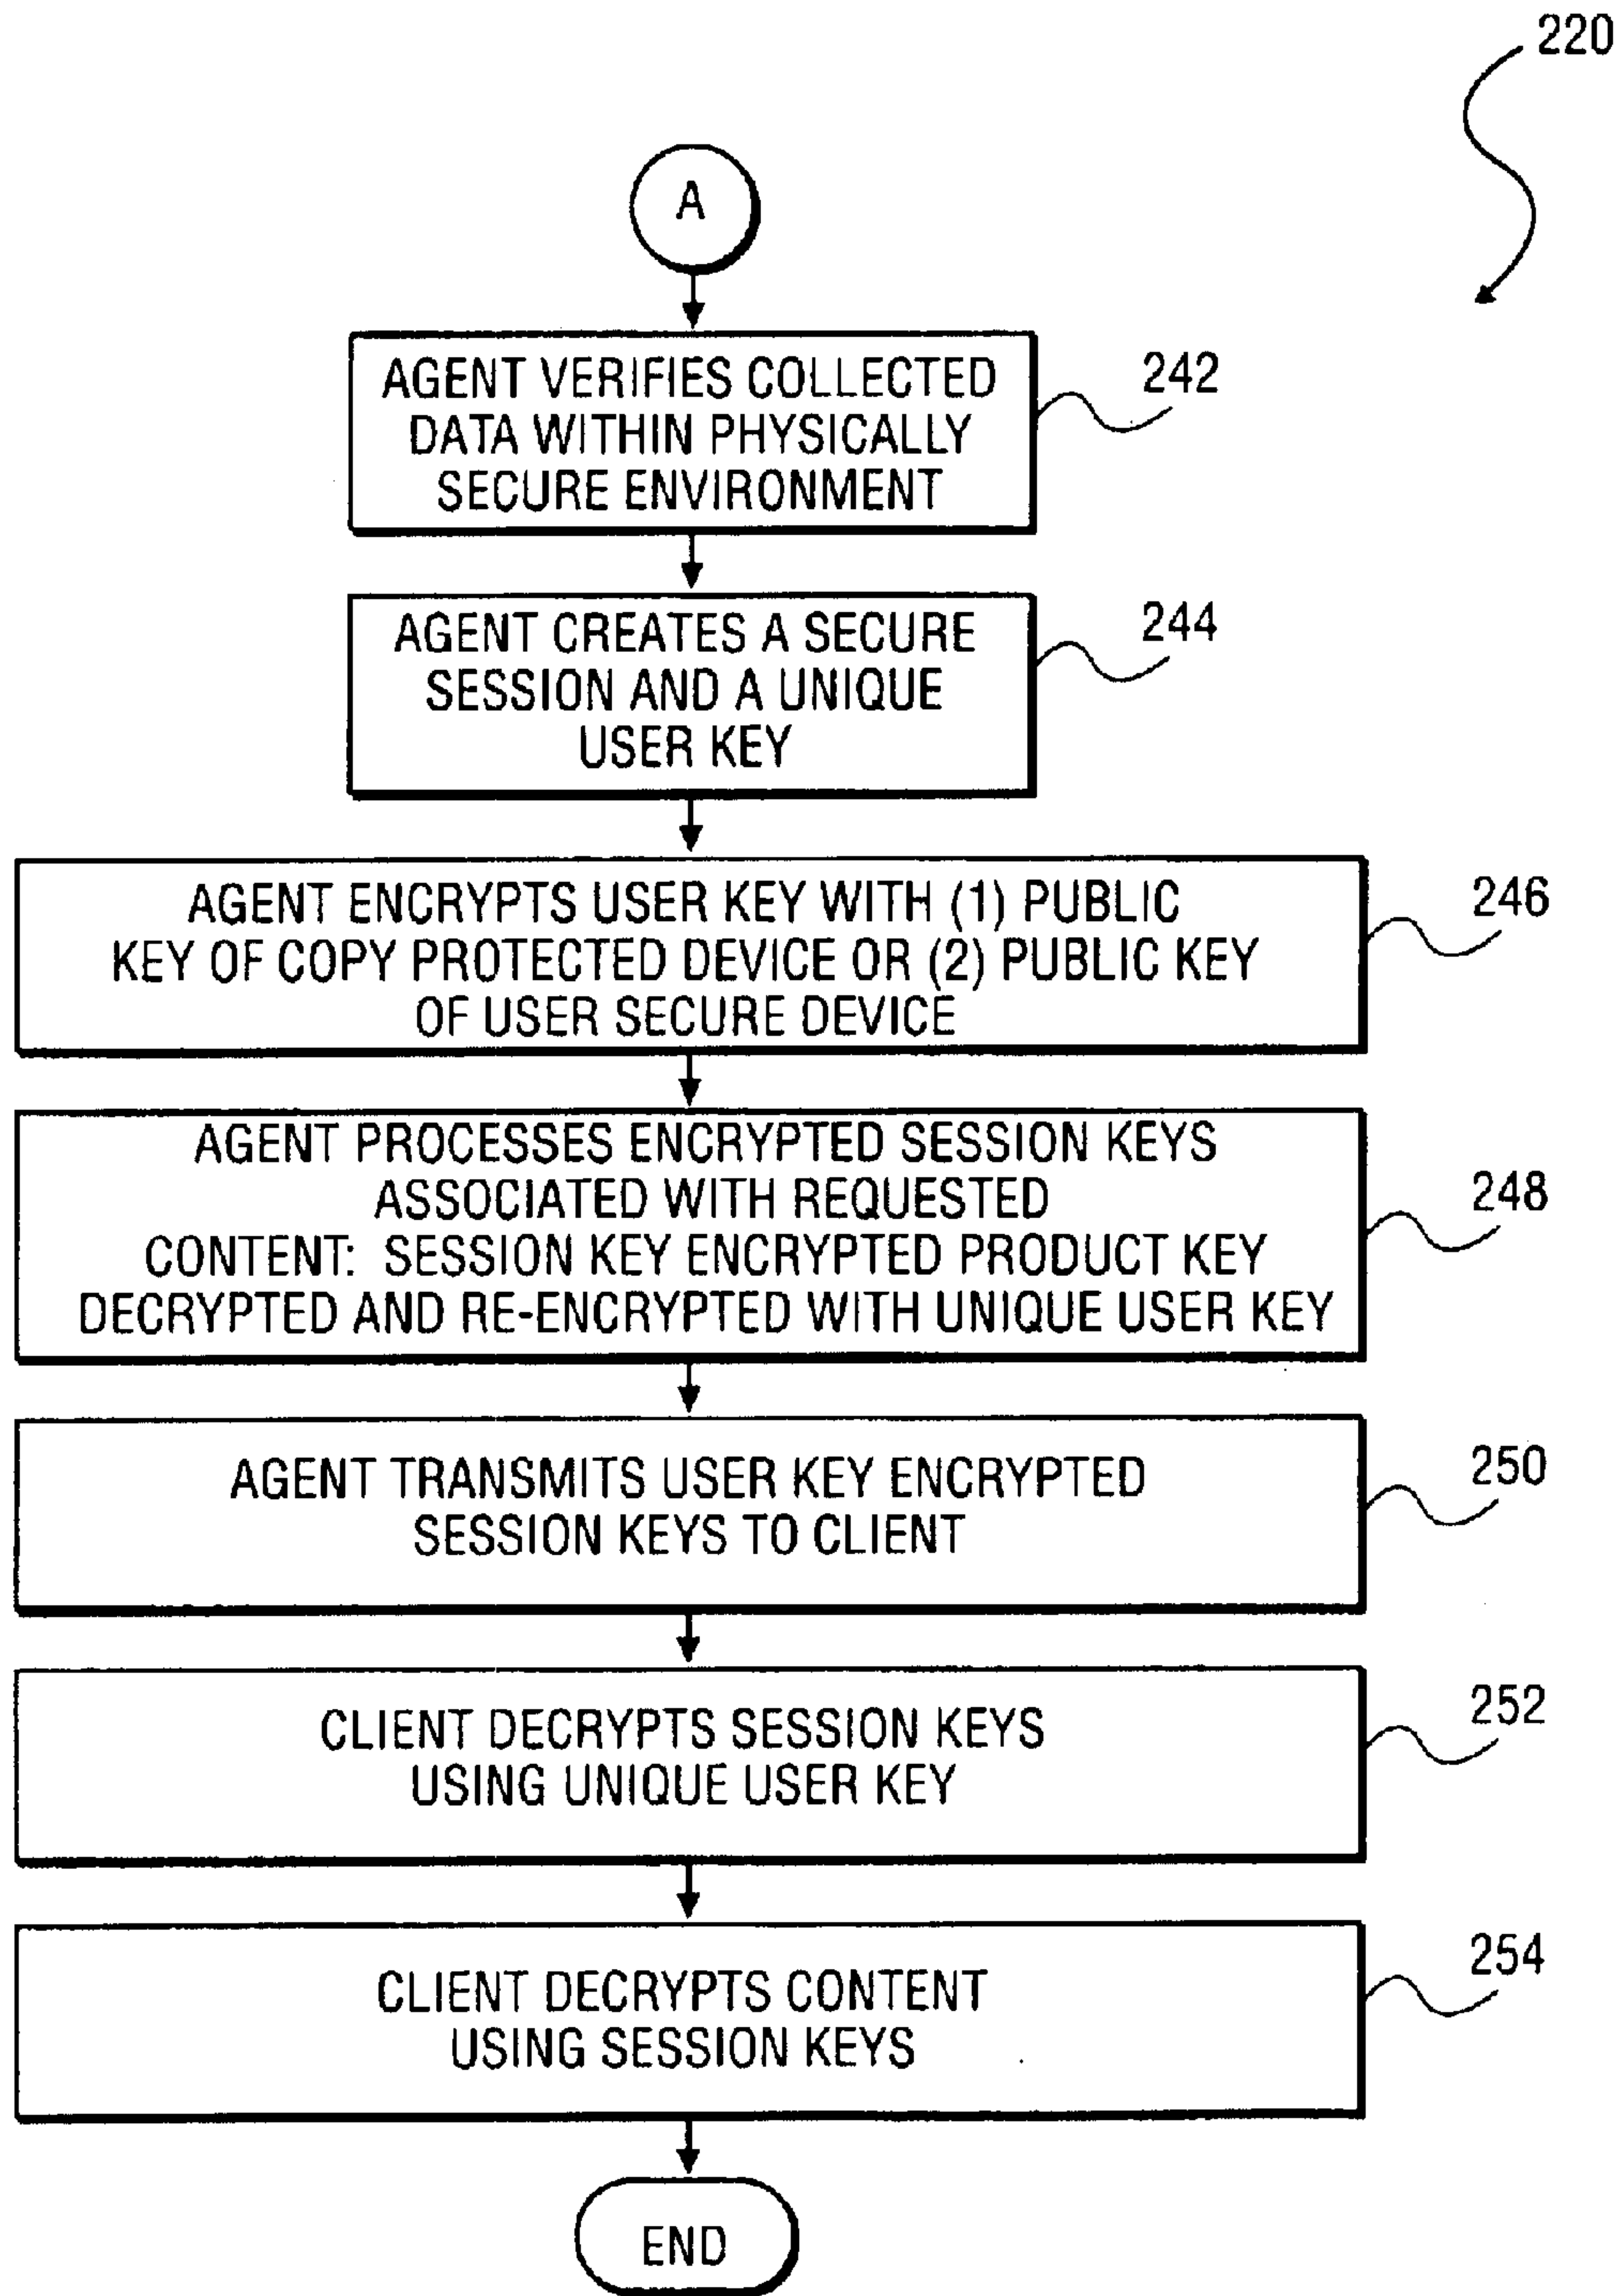 220
A
AGENT VERIFIES COLLECTED
DATA WITHIN PHYSICALLY
SECURE ENVIRONMENT
242
AGENT CREATES A SECURE
SESSION AND A UNIQUE
USER KEY
244
AGENT ENCRYPTS USER KEY WITH (1) PUBLIC
KEY OF COPY PROTECTED DEVICE OR (2) PUBLIC KEY
OF USER SECURE DEVICE
246
AGENT PROCESSES ENCRYPTED SESSION KEYS
ASSOCIATED WITH REQUESTED
CONTENT: SESSION KEY ENCRYPTED PRODUCT KEY
DECRYPTED AND RE-ENCRYPTED WITH UNIQUE USER KEY
248
AGENT TRANSMITS USER KEY ENCRYPTED
SESSION KEYS TO CLIENT
250
CLIENT DECRYPTS SESSION KEYS
USING UNIQUE USER KEY
252
CLIENT DECRYPTS CONTENT
USING SESSION KEYS
254
END